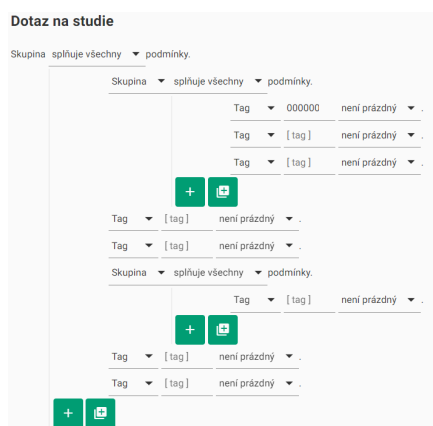 Dotaz na studie
Skupina splňuje všechny podmínky.
Skupina splňuje všechny podmínky.
Tag 000000 není prázdný .
Tag [ tag ] není prázdný .
Tag [ tag ] není prázdný .
Tag [ tag ] není prázdný .
Tag [ tag ] není prázdný .
Skupina splňuje všechny podmínky.
Tag [ tag ] není prázdný .
Tag [ tag ] není prázdný .
Tag [ tag ] není prázdný .